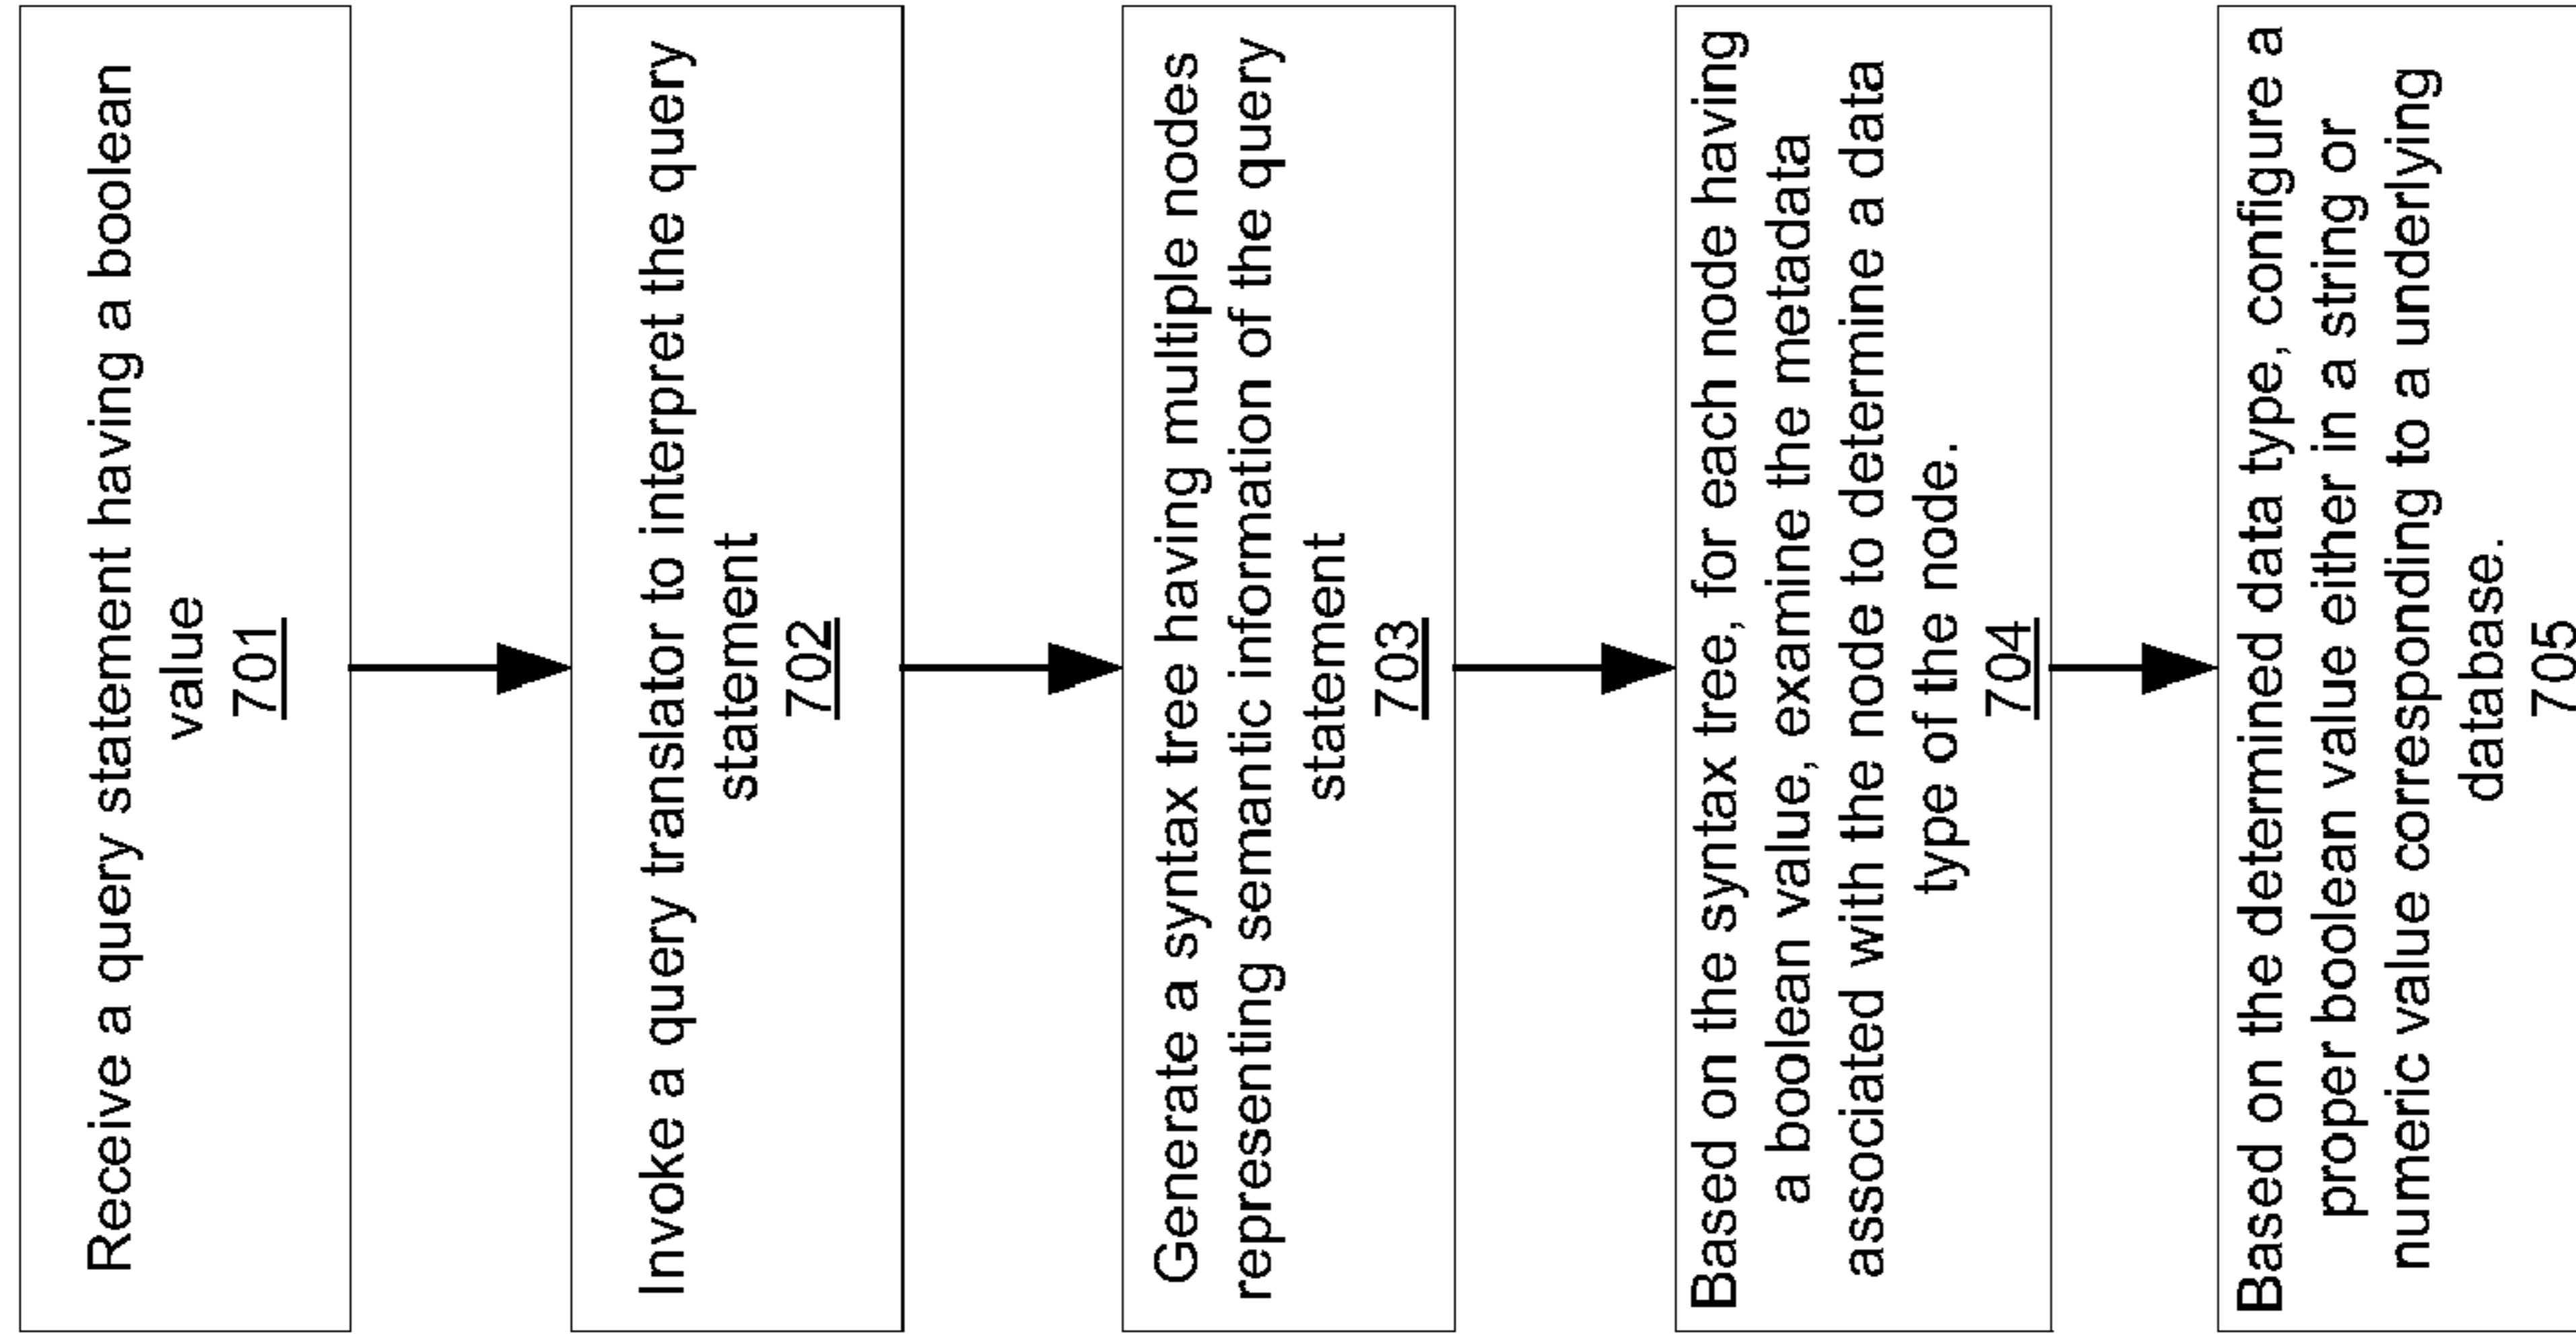 Receive a query statement having a boolean
value
701
Invoke a query translator to interpret the query
statement
702
Generate a syntax tree having multiple nodes
representing semantic information of the query
statement
703
Based on the syntax tree, for each node having
a boolean value, examine the metadata
associated with the node to determine a data
type of the node.
704
Based on the determined data type, configure a
proper boolean value either in a string or
numeric value corresponding to a underlying
database.
705